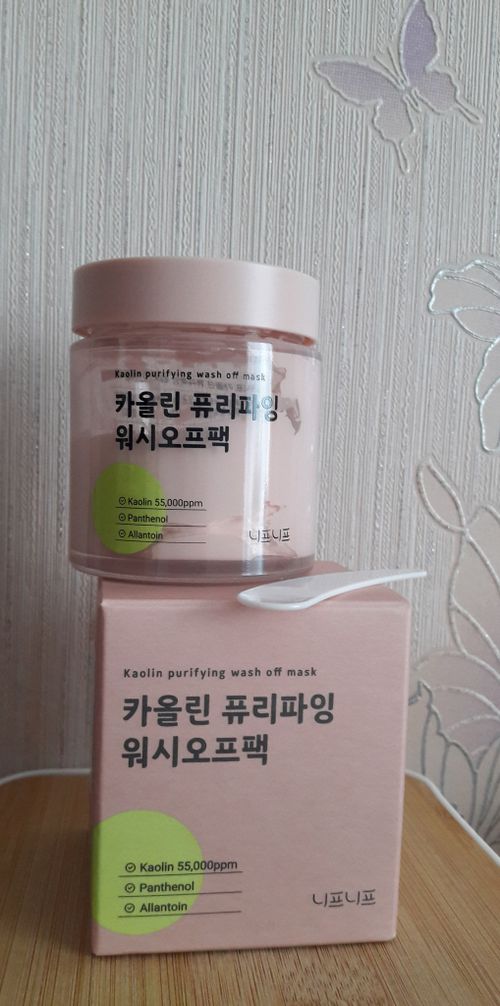 Kaolin purifying wash off mask
카올린 퓨리파잉
워시오프팩
Kaolin 55,000ppm
Panthenol
Allantoin
니프니프
Kaolin purifying wash off mask
카올린 퓨리파잉
워시오프팩
Kaolin 55,000ppm
Panthenol
Allantoin
니프니프